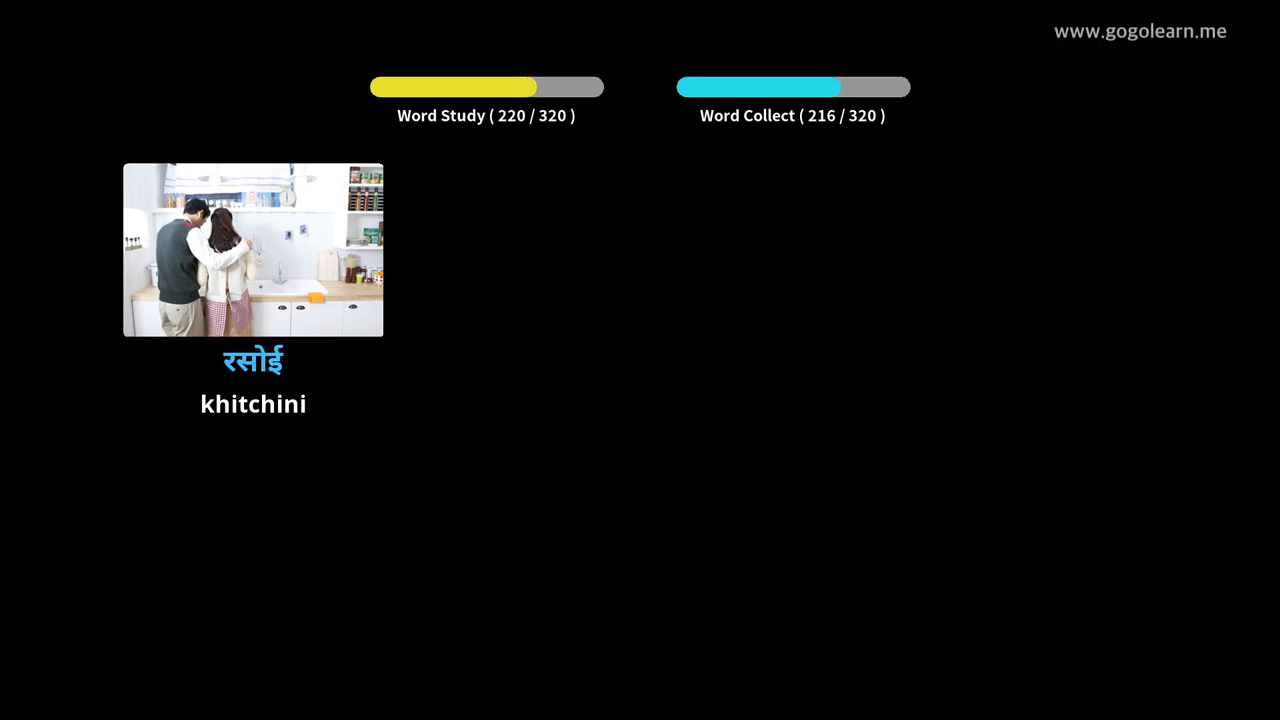 www.gogolearn.me
Word Study ( 220 / 320 )
Word Collect ( 216 / 320 )
रसोई
khitchini